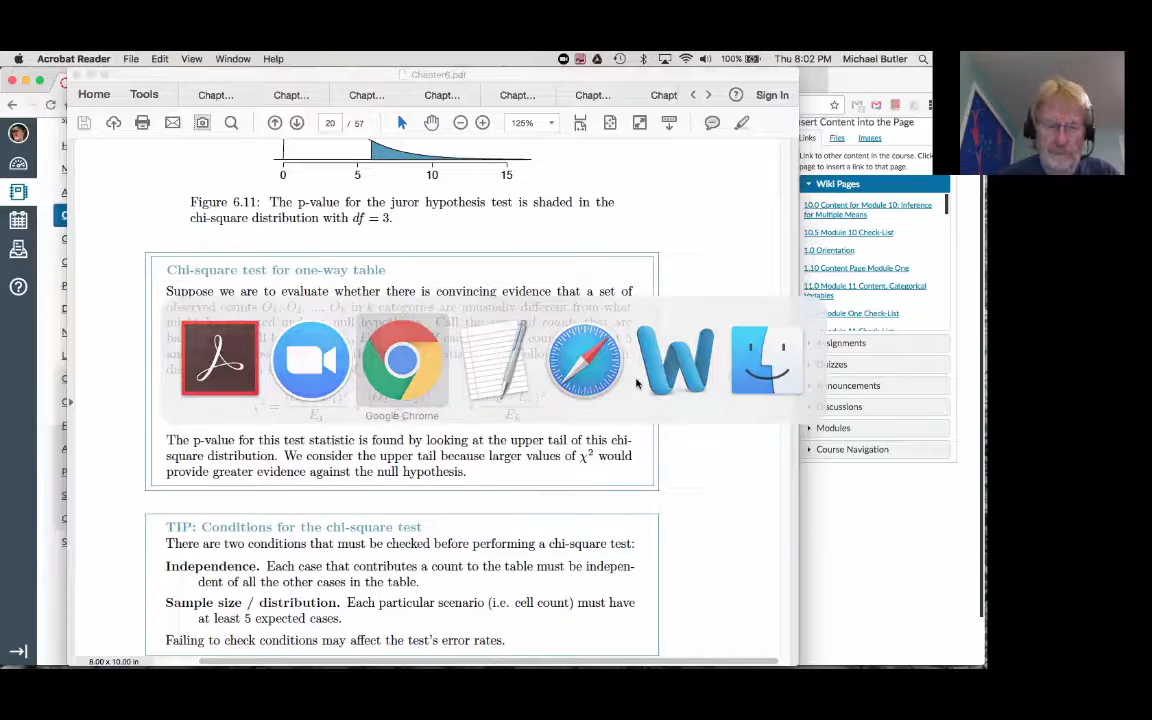 Acrobat Reader File Edit View Window Help 100% Thu 8:02 PM Michael Butler
Chapter6.pdf
Home Tools Chapt... Chapt... Chapt... Chapt... Chapt... Chapt... Chapt Sign In
20 / 57 125%
0 5 10 15
Figure 6.11: The p-value for the juror hypothesis test is shaded in the
chi-square distribution with df = 3.
Chi-square test for one-way table
Suppose we are to evaluate whether there is convincing evidence that a set of
observed counts O1, O2, ..., Ok in k categories are unusually different from what
Google Chrome
The p-value for this test statistic is found by looking at the upper tail of this chi-
square distribution. We consider the upper tail because larger values of χ² would
provide greater evidence against the null hypothesis.
TIP: Conditions for the chi-square test
There are two conditions that must be checked before performing a chi-square test:
Independence. Each case that contributes a count to the table must be indepen-
dent of all the other cases in the table.
Sample size / distribution. Each particular scenario (i.e. cell count) must have
at least 5 expected cases.
Failing to check conditions may affect the test's error rates.
8.00 x 10.00 in
nsert Content into the Page
Links Files Images
Link to other content in the course. Click
page to insert a link to that page.
Wiki Pages
10.0 Content for Module 10: Inference
for Multiple Means
10.5 Module 10 Check-List
1.0 Orientation
1.10 Content Page Module One
11.0 Module 11 Content, Categorical
Variables
Module One Check-List
Assignments
Quizzes
Announcements
Discussions
Modules
Course Navigation